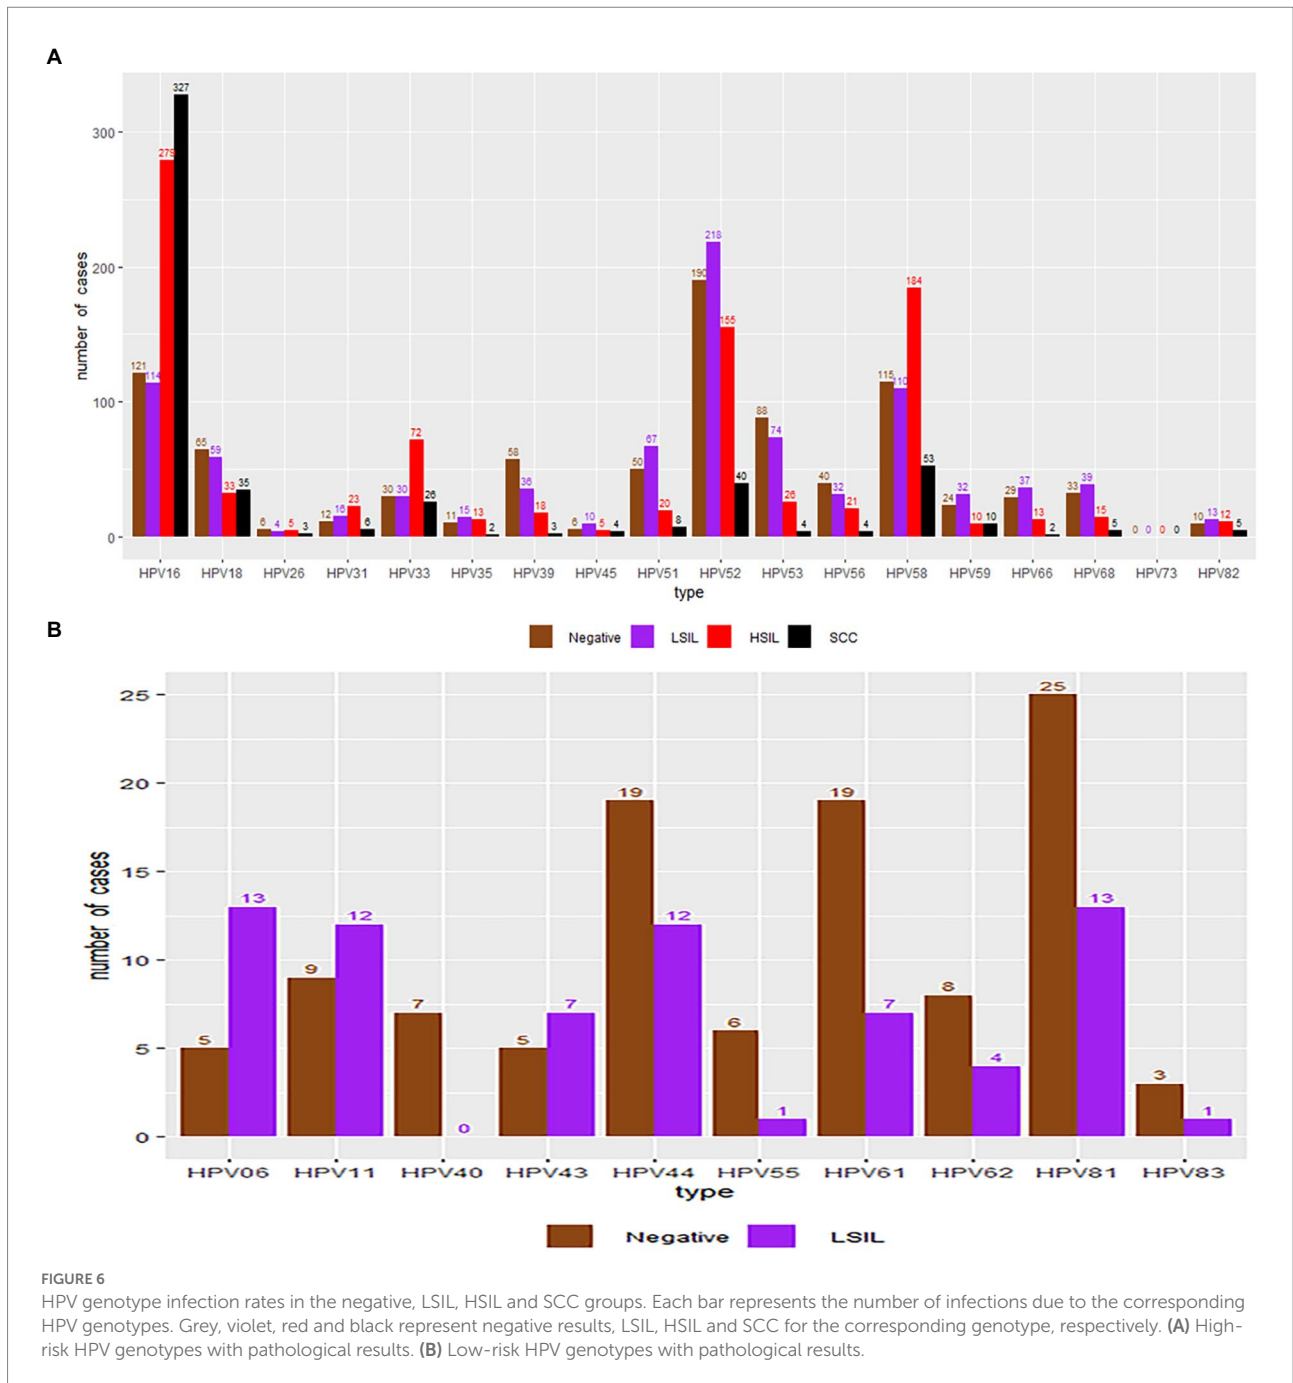 A
number of cases
300
200
100
0
121 114 279 327
65 59 33 35
6 4 5 3
12 16 23 6
30 30 72 26
11 15 13 2
58 36 18 3
6 10 5 4
50 67 20 8
190 218 155 40
88 74 26 4
40 32 21 4
115 110 184 53
24 32 10 10
29 37 13 2
33 39 15 5
0 0 0 0
10 13 12 5
HPV16 HPV18 HPV26 HPV31 HPV33 HPV35 HPV39 HPV45 HPV51 HPV52 HPV53 HPV56 HPV58 HPV59 HPV66 HPV68 HPV73 HPV82
type
Negative LSIL HSIL SCC
B
number of cases
25
20
15
10
5
0
5 13
9 12
7 0
5 7
19 12
6 1
19 7
8 4
25 13
3 1
HPV06 HPV11 HPV40 HPV43 HPV44 HPV55 HPV61 HPV62 HPV81 HPV83
type
Negative LSIL
FIGURE 6
HPV genotype infection rates in the negative, LSIL, HSIL and SCC groups. Each bar represents the number of infections due to the corresponding
HPV genotypes. Grey, violet, red and black represent negative results, LSIL, HSIL and SCC for the corresponding genotype, respectively. (A) High-
risk HPV genotypes with pathological results. (B) Low-risk HPV genotypes with pathological results.